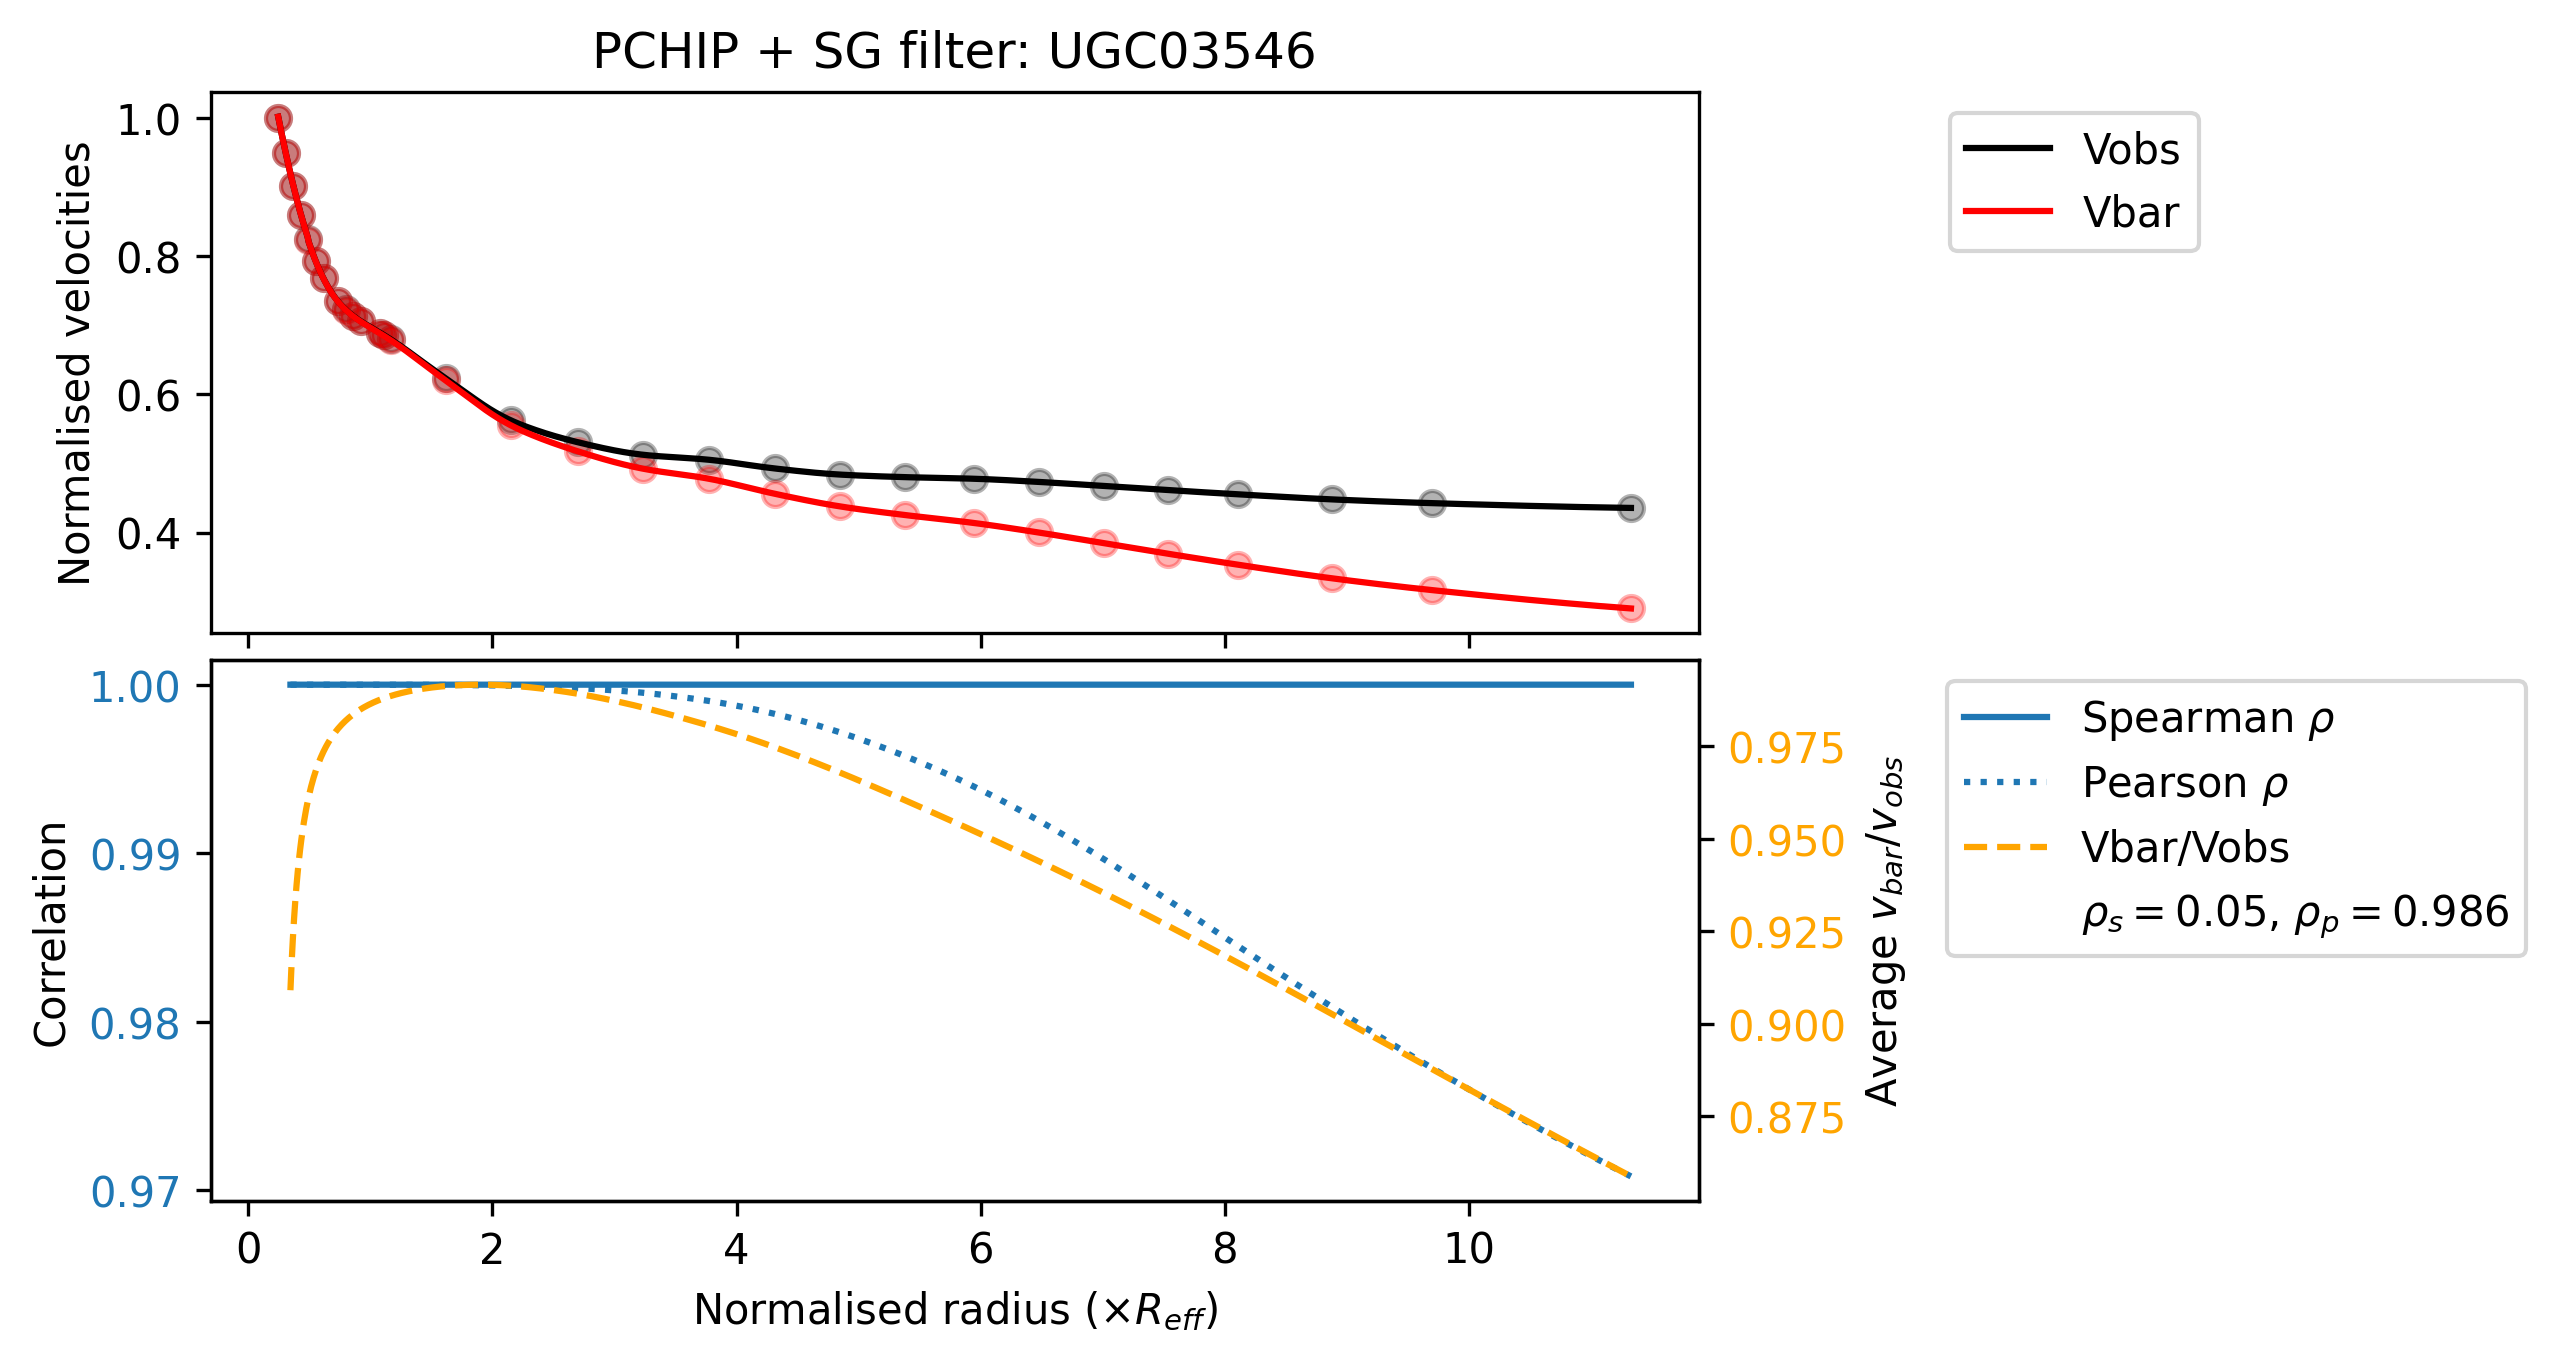 PCHIP + SG filter: UGC03546
Normalised velocities
1.0
0.8
0.6
0.4
Vobs
Vbar
Correlation
1.00
0.99
0.98
0.97
0.975
0.950
0.925
0.900
0.875
Average v_bar/v_obs
Spearman ρ
Pearson ρ
Vbar/Vobs
ρ_s = 0.05, ρ_p = 0.986
0 2 4 6 8 10
Normalised radius (×R_eff)